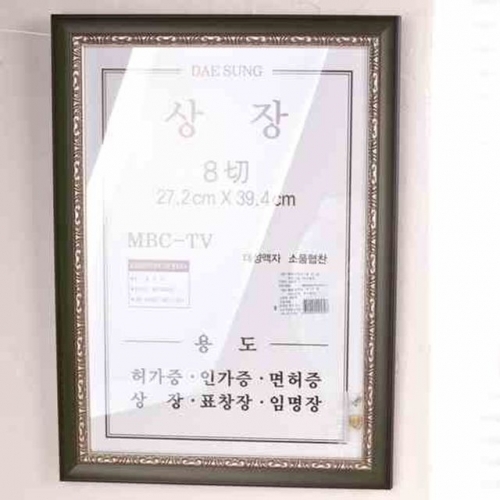 DAE SUNG
상 장
8切
27.2cm X 39.4cm
MBC-TV
대성액자 소품협찬
용 도
허가증·인가증·면허증
상 장·표창장·임명장